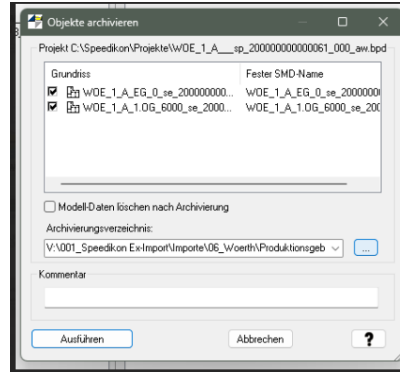 Objekte archivieren
Projekt C:\Speedikon\Projekte\WOE_1_A___sp_200000000000061_000_aw.bpd
Grundriss Fester SMD-Name
WOE_1_A_EG_0_se_200000000... WOE_1_A_EG_0_se_20000000
WOE_1_A_1.OG_6000_se_2000... WOE_1_A_1.OG_6000_se_200
Modell-Daten löschen nach Archivierung
Archivierungsverzeichnis:
V:\001_Speedikon Ex-Import\Importe\06_Woerth\Produktionsgeb ...
Kommentar
Ausführen Abbrechen ?